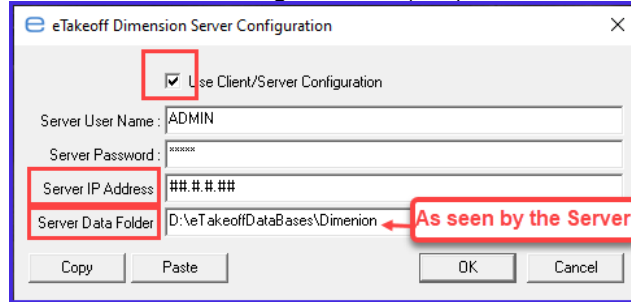 eTakeoff Dimension Server Configuration
Use Client/Server Configuration
Server User Name : ADMIN
Server Password : xxxxx
Server IP Address ##.#.#.##
Server Data Folder D:\eTakeoffDataBases\Dimenion As seen by the Server
Copy Paste OK Cancel